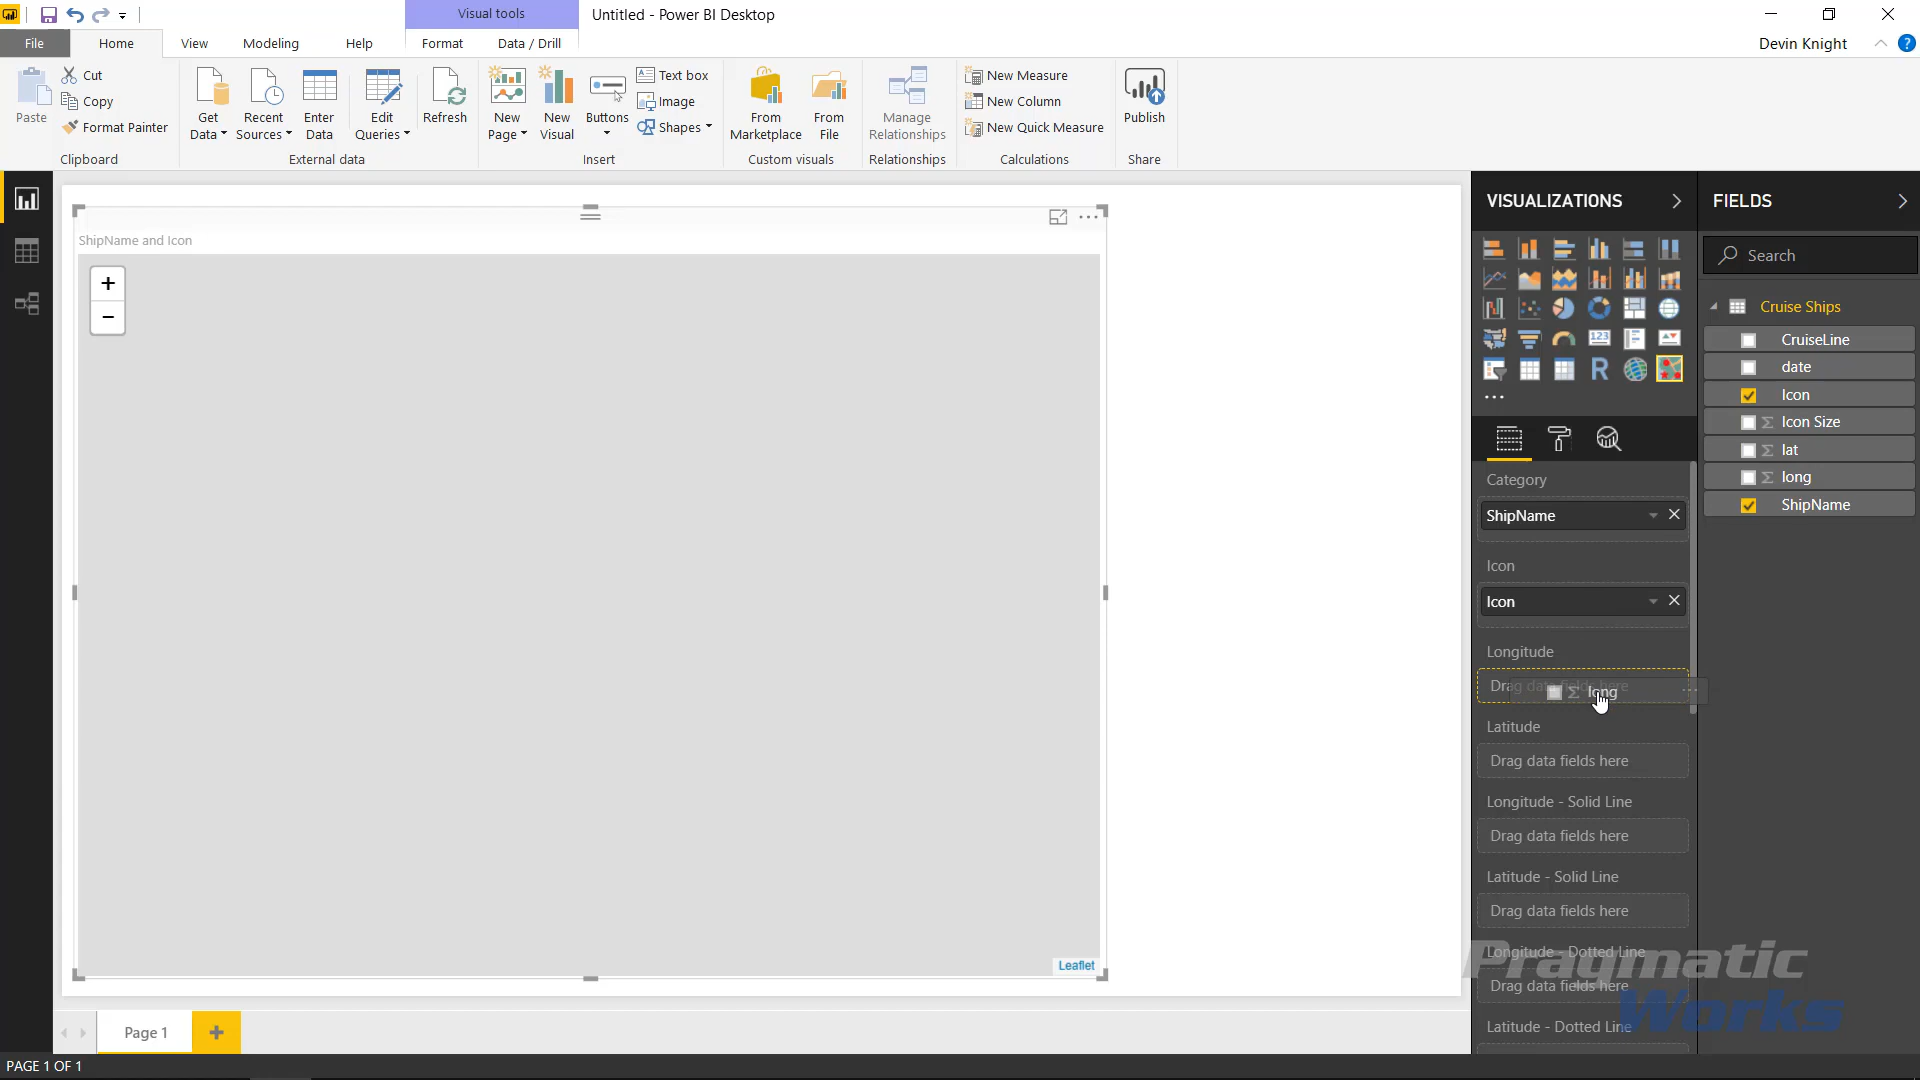 Visual tools
Untitled - Power BI Desktop
File
Home
View
Modeling
Help
Format
Data / Drill
Devin Knight
?
Paste
Cut
Copy
Format Painter
Clipboard
Get Data
Recent Sources
Enter Data
Edit Queries
Refresh
External data
New Page
New Visual
Buttons
Text box
Image
Shapes
Insert
From Marketplace
From File
Custom visuals
Manage Relationships
Relationships
New Measure
New Column
New Quick Measure
Calculations
Publish
Share
ShipName and Icon
+
−
Leaflet
VISUALIZATIONS
123
R
Category
ShipName
Icon
Icon
Longitude
Drag data fields here
Σ long
Latitude
Drag data fields here
Longitude - Solid Line
Drag data fields here
Latitude - Solid Line
Drag data fields here
Longitude - Dotted Line
Drag data fields here
Latitude - Dotted Line
FIELDS
Search
Cruise Ships
CruiseLine
date
Icon
Σ Icon Size
Σ lat
Σ long
ShipName
Pragmatic
Works
Page 1
+
PAGE 1 OF 1